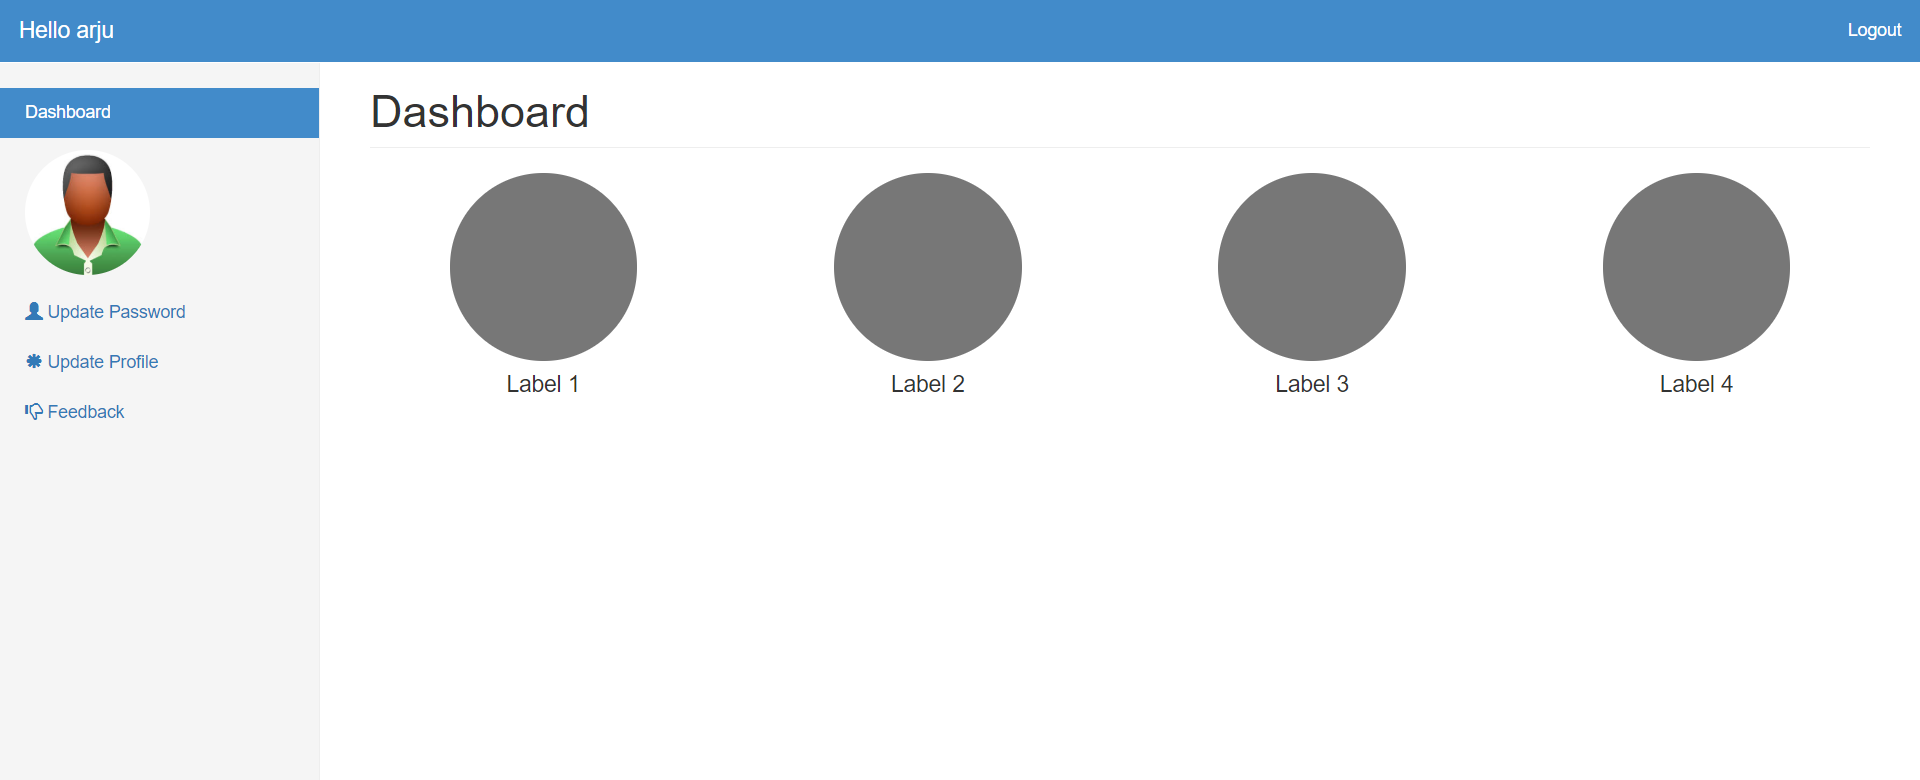 Hello arju
Logout
Dashboard
Update Password
Update Profile
Feedback
Dashboard
Label 1
Label 2
Label 3
Label 4